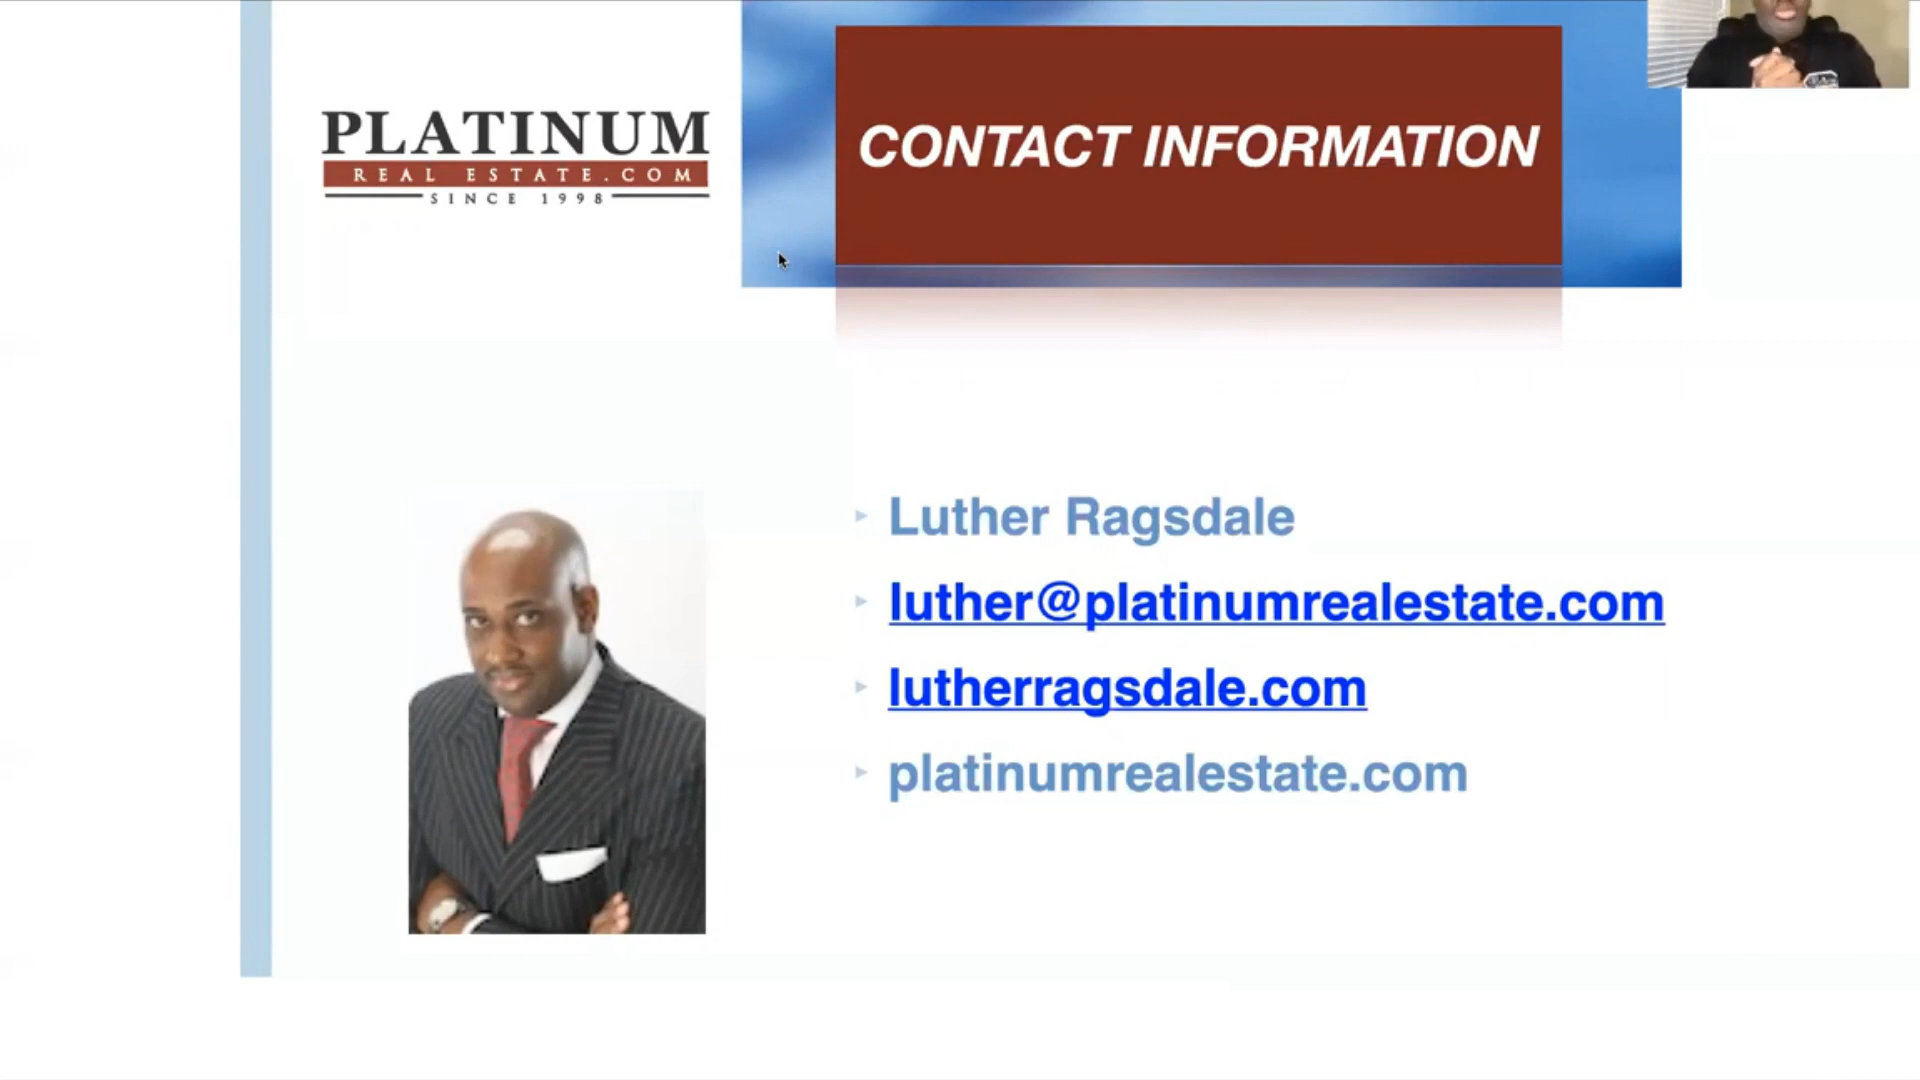 PLATINUM
REAL ESTATE.COM
SINCE 1998
CONTACT INFORMATION
Luther Ragsdale
luther@platinumrealestate.com
lutherragsdale.com
platinumrealestate.com